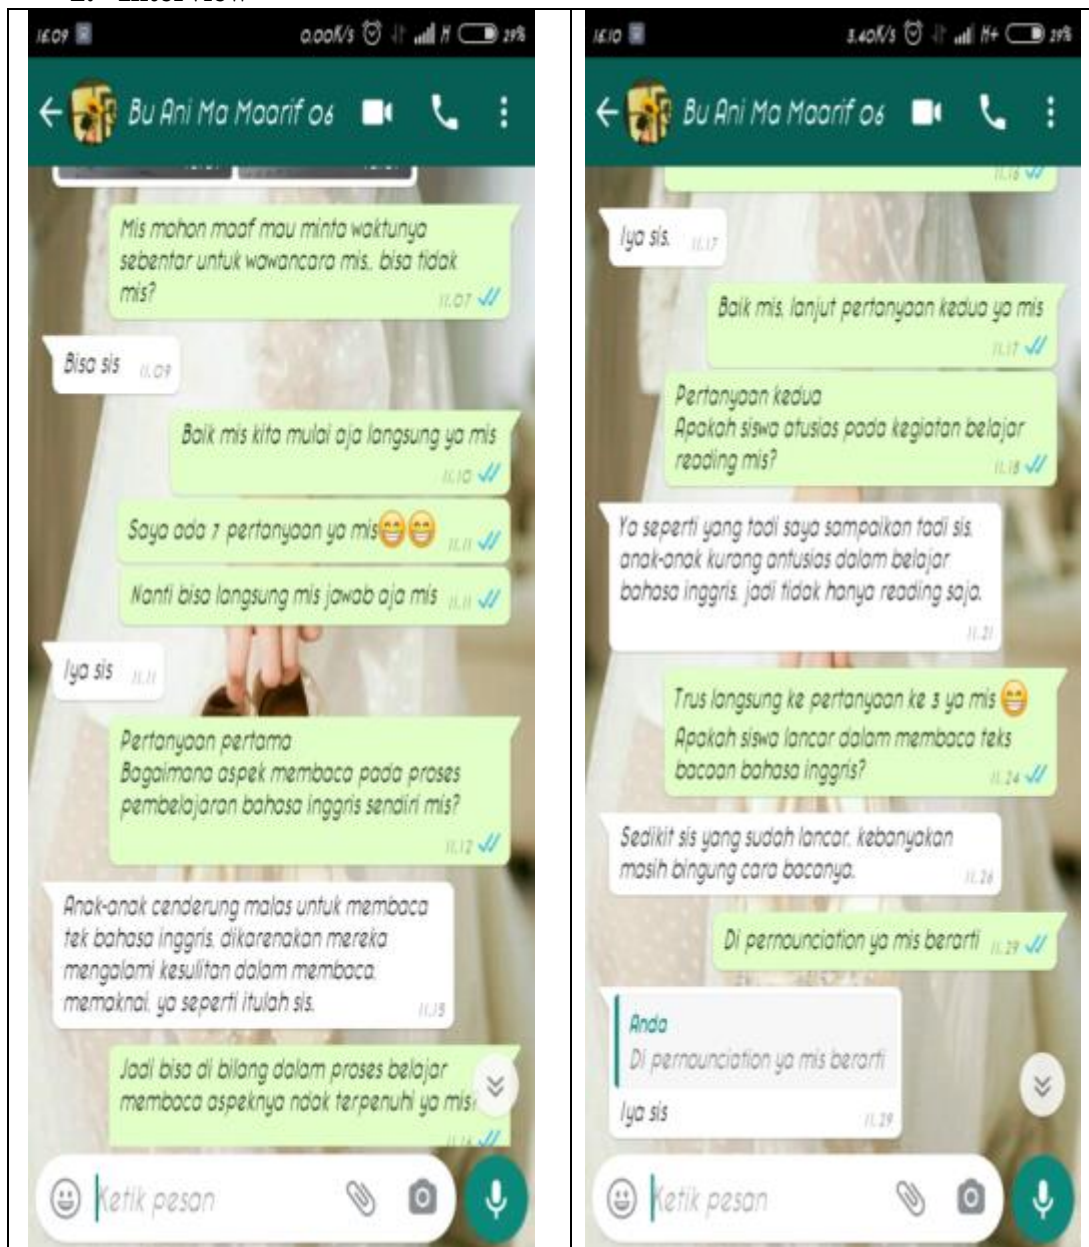 16.09
0.00K/s
H
29%
Bu Ani Ma Maarif 06
Mis mohon maaf mau minta waktunya
sebentar untuk wawancara mis.. bisa tidak
mis?
11.07
Bisa sis
11.09
Baik mis kita mulai aja langsung ya mis
11.10
Saya ada 7 pertanyaan ya mis😁😁
11.11
Nanti bisa langsung mis jawab aja mis
11.11
Iya sis
11.11
Pertanyaan pertama
Bagaimana aspek membaca pada proses
pembelajaran bahasa inggris sendiri mis?
11.12
Anak-anak cenderung malas untuk membaca
tek bahasa inggris. dikarenakan mereka
mengalami kesulitan dalam membaca.
memaknai. ya seperti itulah sis.
11.15
Jadi bisa di bilang dalam proses belajar
membaca aspeknya ndak terpenuhi ya mis
11.16
Ketik pesan
16.10
3.40K/s
H+
29%
Bu Ani Ma Maarif 06
11.16
Iya sis.
11.17
Baik mis. lanjut pertanyaan kedua ya mis
11.17
Pertanyaan kedua
Apakah siswa atusias pada kegiatan belajar
reading mis?
11.18
Ya seperti yang tadi saya sampaikan tadi sis.
anak-anak kurang antusias dalam belajar
bahasa inggris. jadi tidak hanya reading saja.
11.21
Trus langsung ke pertanyaan ke 3 ya mis 😁
Apakah siswa lancar dalam membaca teks
bacaan bahasa inggris?
11.24
Sedikit sis yang sudah lancar. kebanyakan
masih bingung cara bacanya.
11.26
Di pernounciation ya mis berarti
11.29
Anda
Di pernounciation ya mis berarti
Iya sis
11.29
Ketik pesan